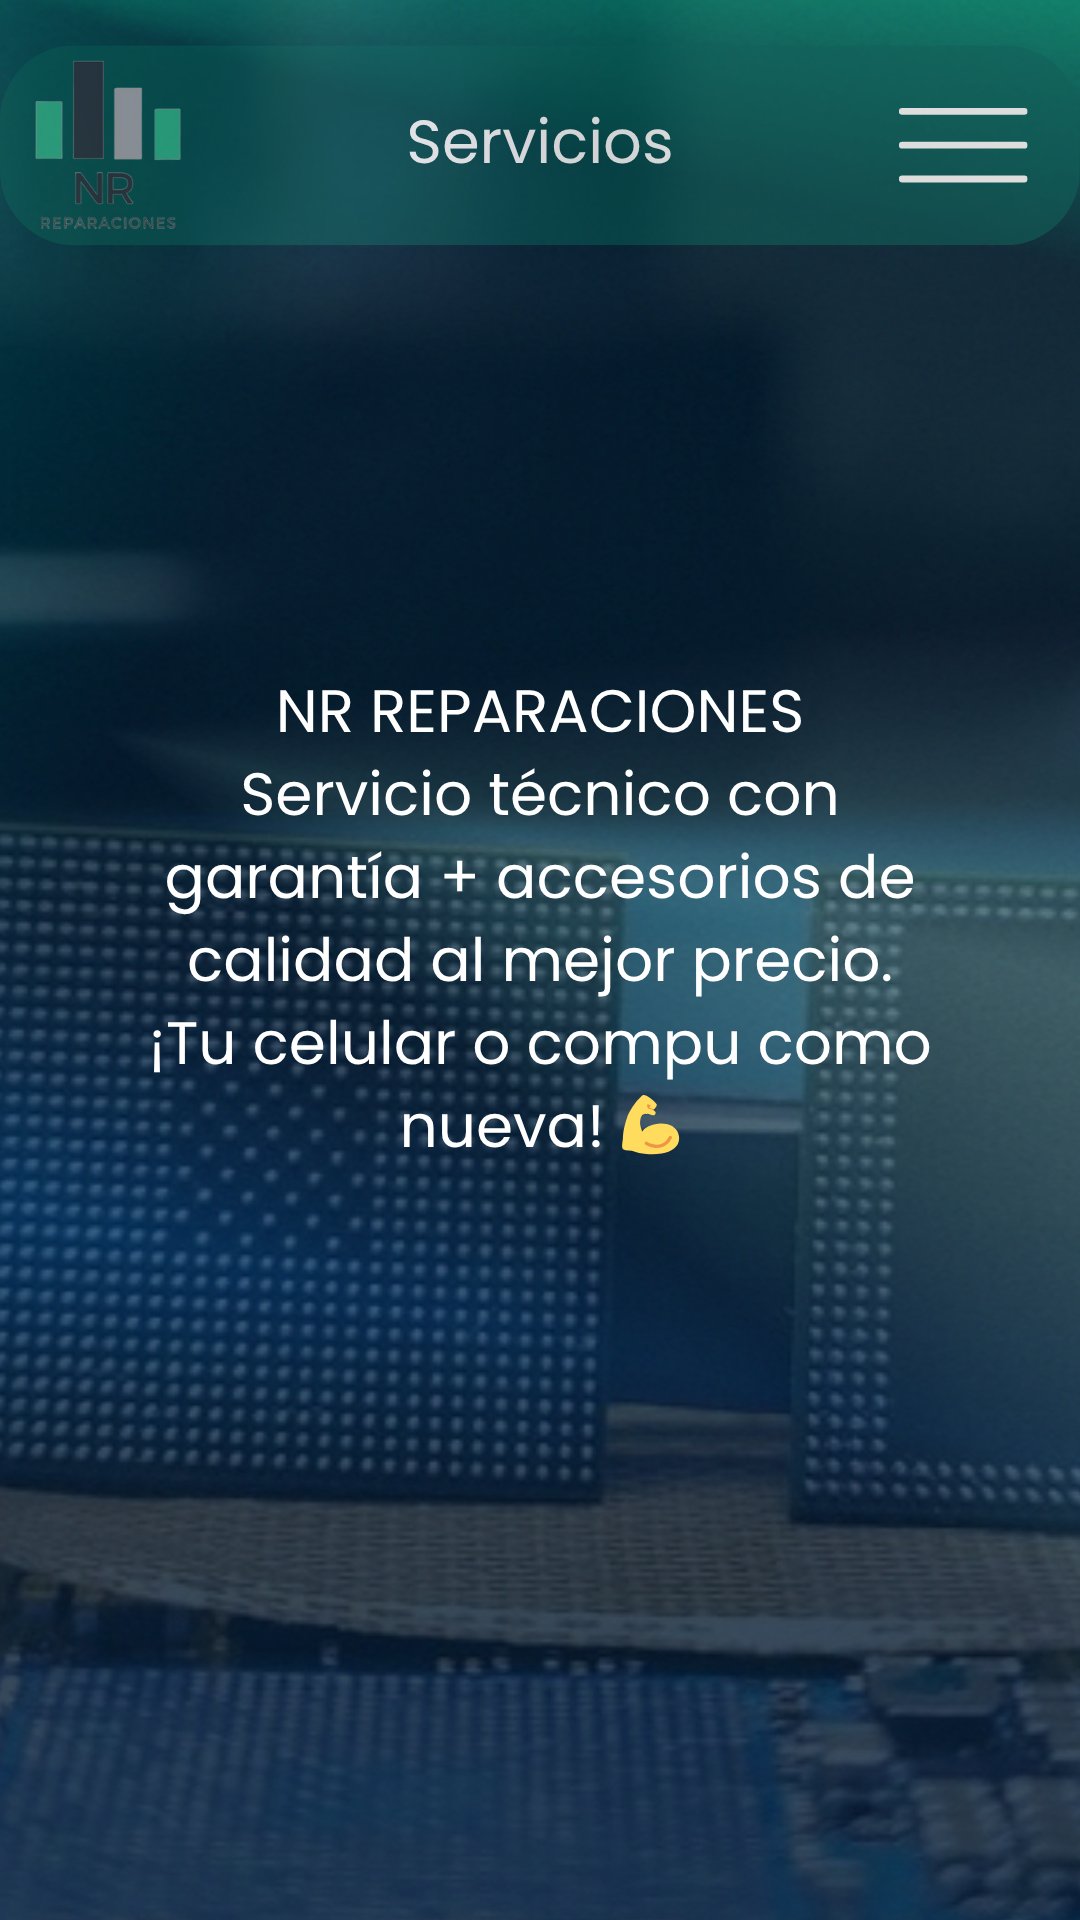 NR
REPARACIONES
Servicios
NR REPARACIONES
Servicio técnico con
garantía + accesorios de
calidad al mejor precio.
¡Tu celular o compu como
nueva! 💪